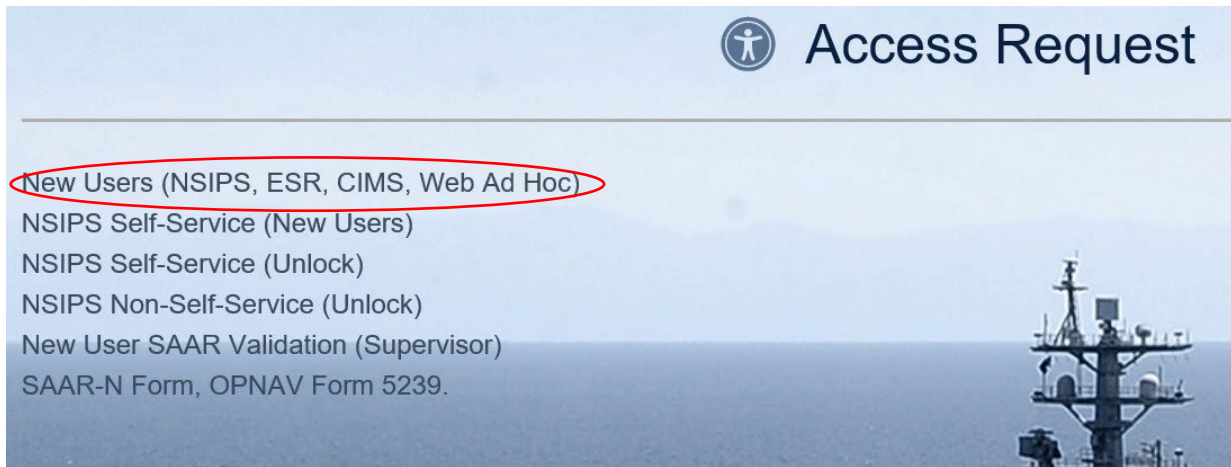 Access Request
New Users (NSIPS, ESR, CIMS, Web Ad Hoc)
NSIPS Self-Service (New Users)
NSIPS Self-Service (Unlock)
NSIPS Non-Self-Service (Unlock)
New User SAAR Validation (Supervisor)
SAAR-N Form, OPNAV Form 5239.